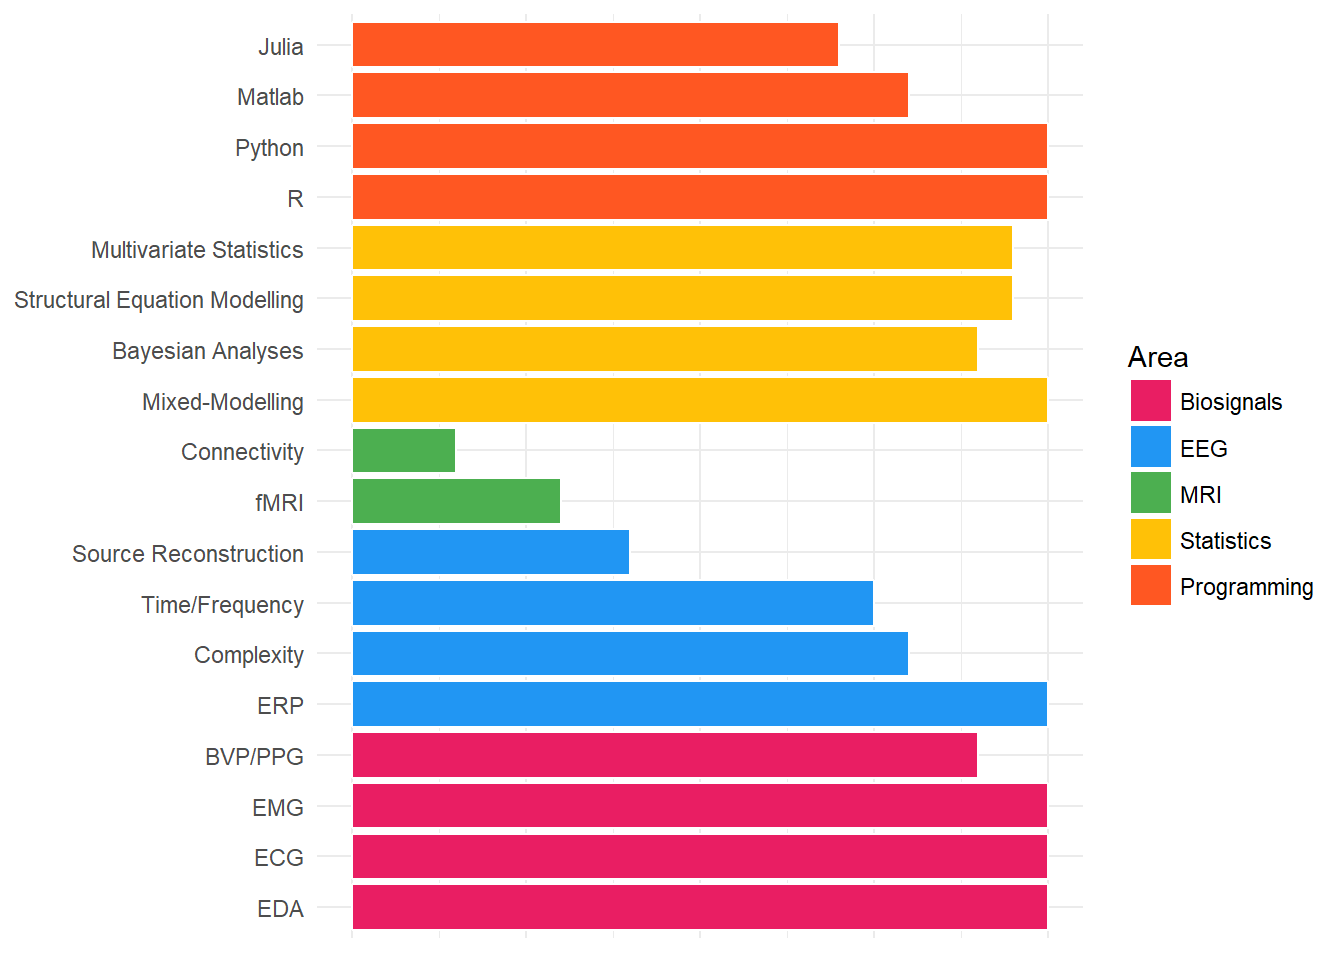 Julia
Matlab
Python
R
Multivariate Statistics
Structural Equation Modelling
Bayesian Analyses
Mixed-Modelling
Connectivity
fMRI
Source Reconstruction
Time/Frequency
Complexity
ERP
BVP/PPG
EMG
ECG
EDA
Area
Biosignals
EEG
MRI
Statistics
Programming